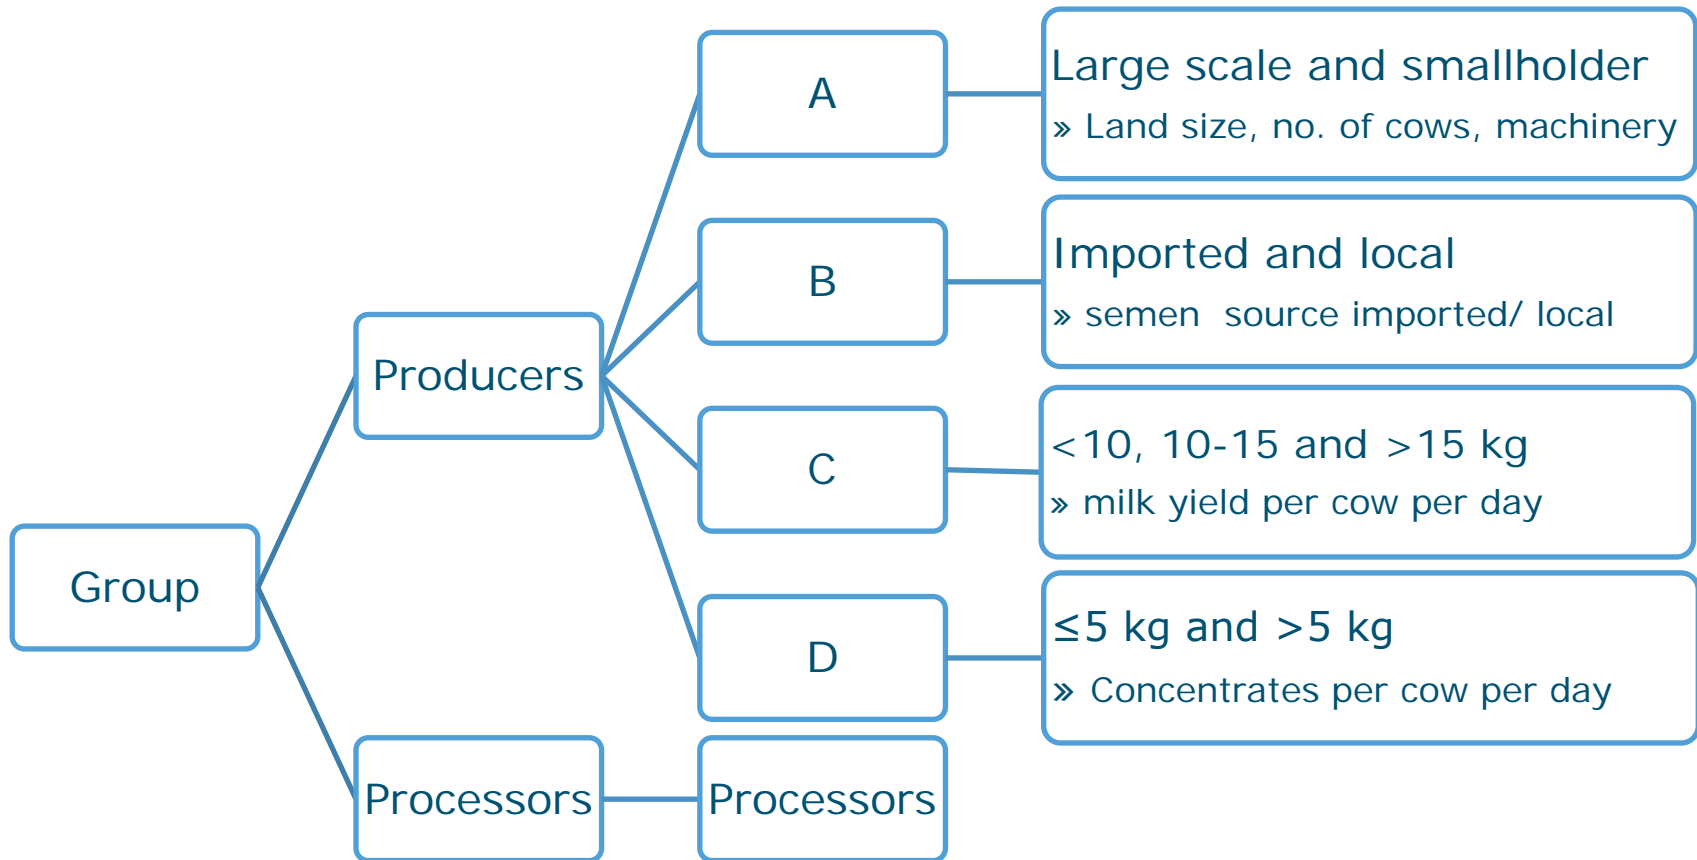 Group
Producers
Processors
A
B
C
D
Processors
Large scale and smallholder
» Land size, no. of cows, machinery
Imported and local
» semen  source imported/ local
<10, 10-15 and >15 kg
» milk yield per cow per day
≤5 kg and >5 kg
» Concentrates per cow per day